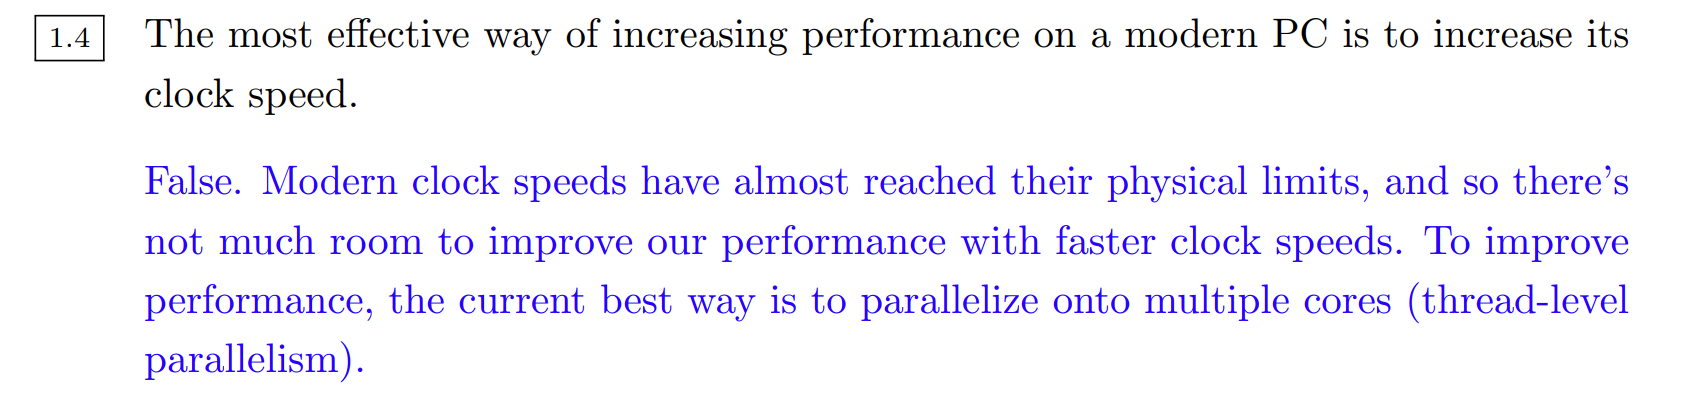 1.4 The most effective way of increasing performance on a modern PC is to increase its
clock speed.
False. Modern clock speeds have almost reached their physical limits, and so there's
not much room to improve our performance with faster clock speeds. To improve
performance, the current best way is to parallelize onto multiple cores (thread-level
parallelism).